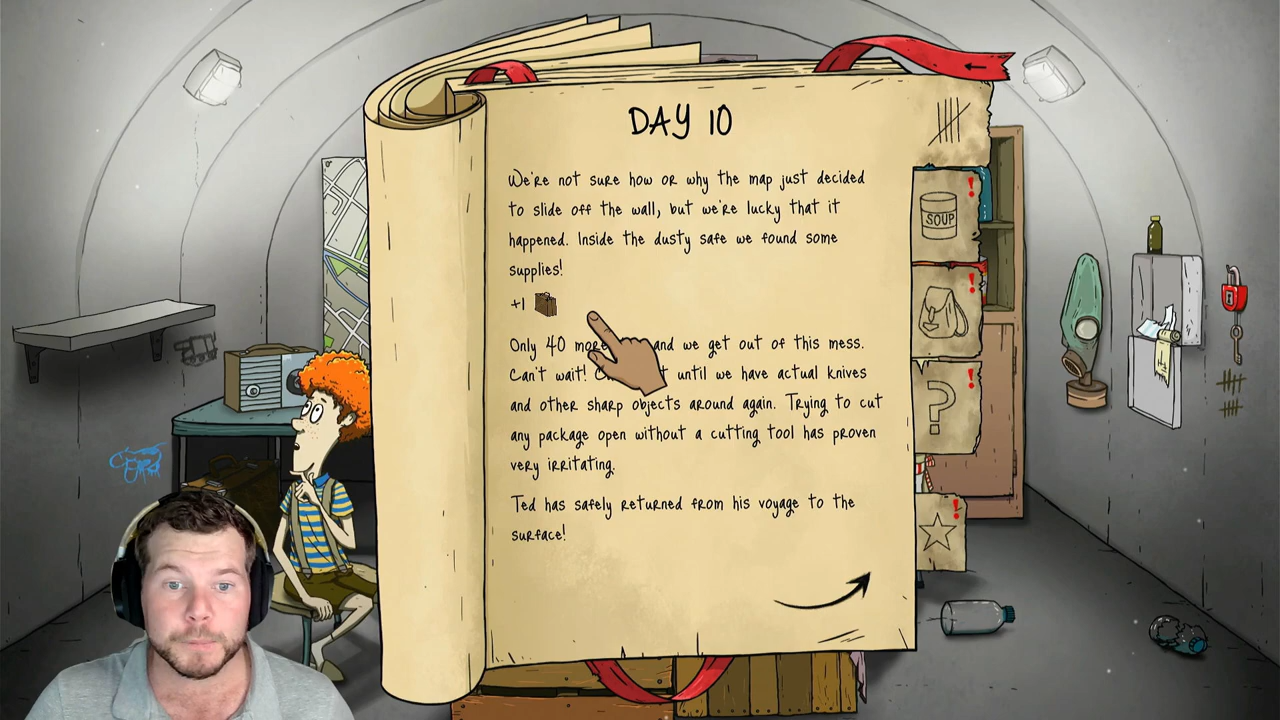 DAY 10
We're not sure how or why the map just decided
to slide off the wall, but we're lucky that it
happened. Inside the dusty safe we found some
supplies!
+1
Only 40 more and we get out of this mess.
Can't wait! until we have actual knives
and other sharp objects around again. Trying to cut
any package open without a cutting tool has proven
very irritating.
Ted has safely returned from his voyage to the
surface!
SOUP
!
!
?
!
!